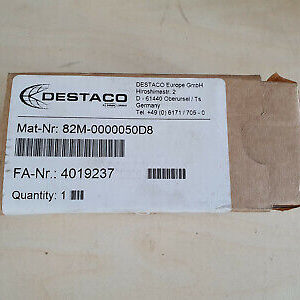 DESTACO
DESTACO Europe GmbH
Hiroshimastr. 2
D - 61440 Oberursel / Ts
Germany
Tel. +49 (0) 6171 / 705 - 0
Mat-Nr: 82M-0000050D8
FA-Nr.: 4019237
Quantity: 1